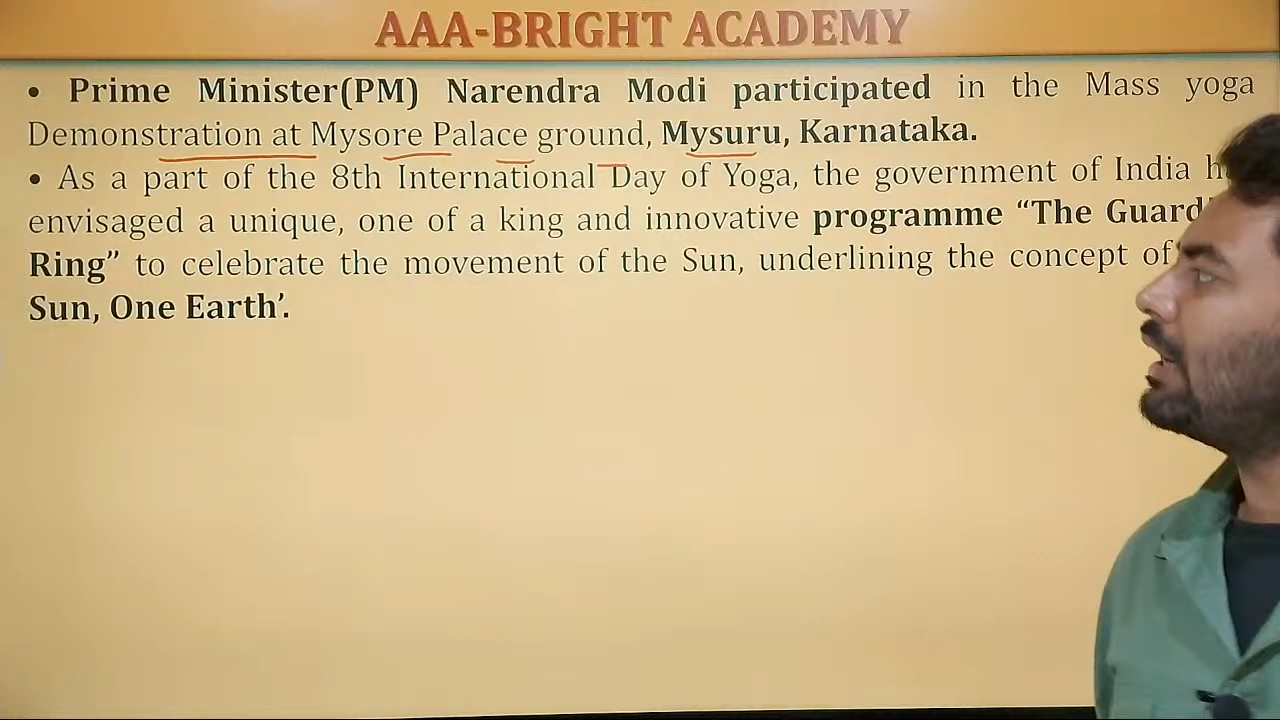 AAA-BRIGHT ACADEMY
• Prime Minister(PM) Narendra Modi participated in the Mass yoga
Demonstration at Mysore Palace ground, Mysuru, Karnataka.
• As a part of the 8th International Day of Yoga, the government of India
envisaged a unique, one of a king and innovative programme “The
Ring” to celebrate the movement of the Sun, underlining the concept of
Sun, One Earth’.